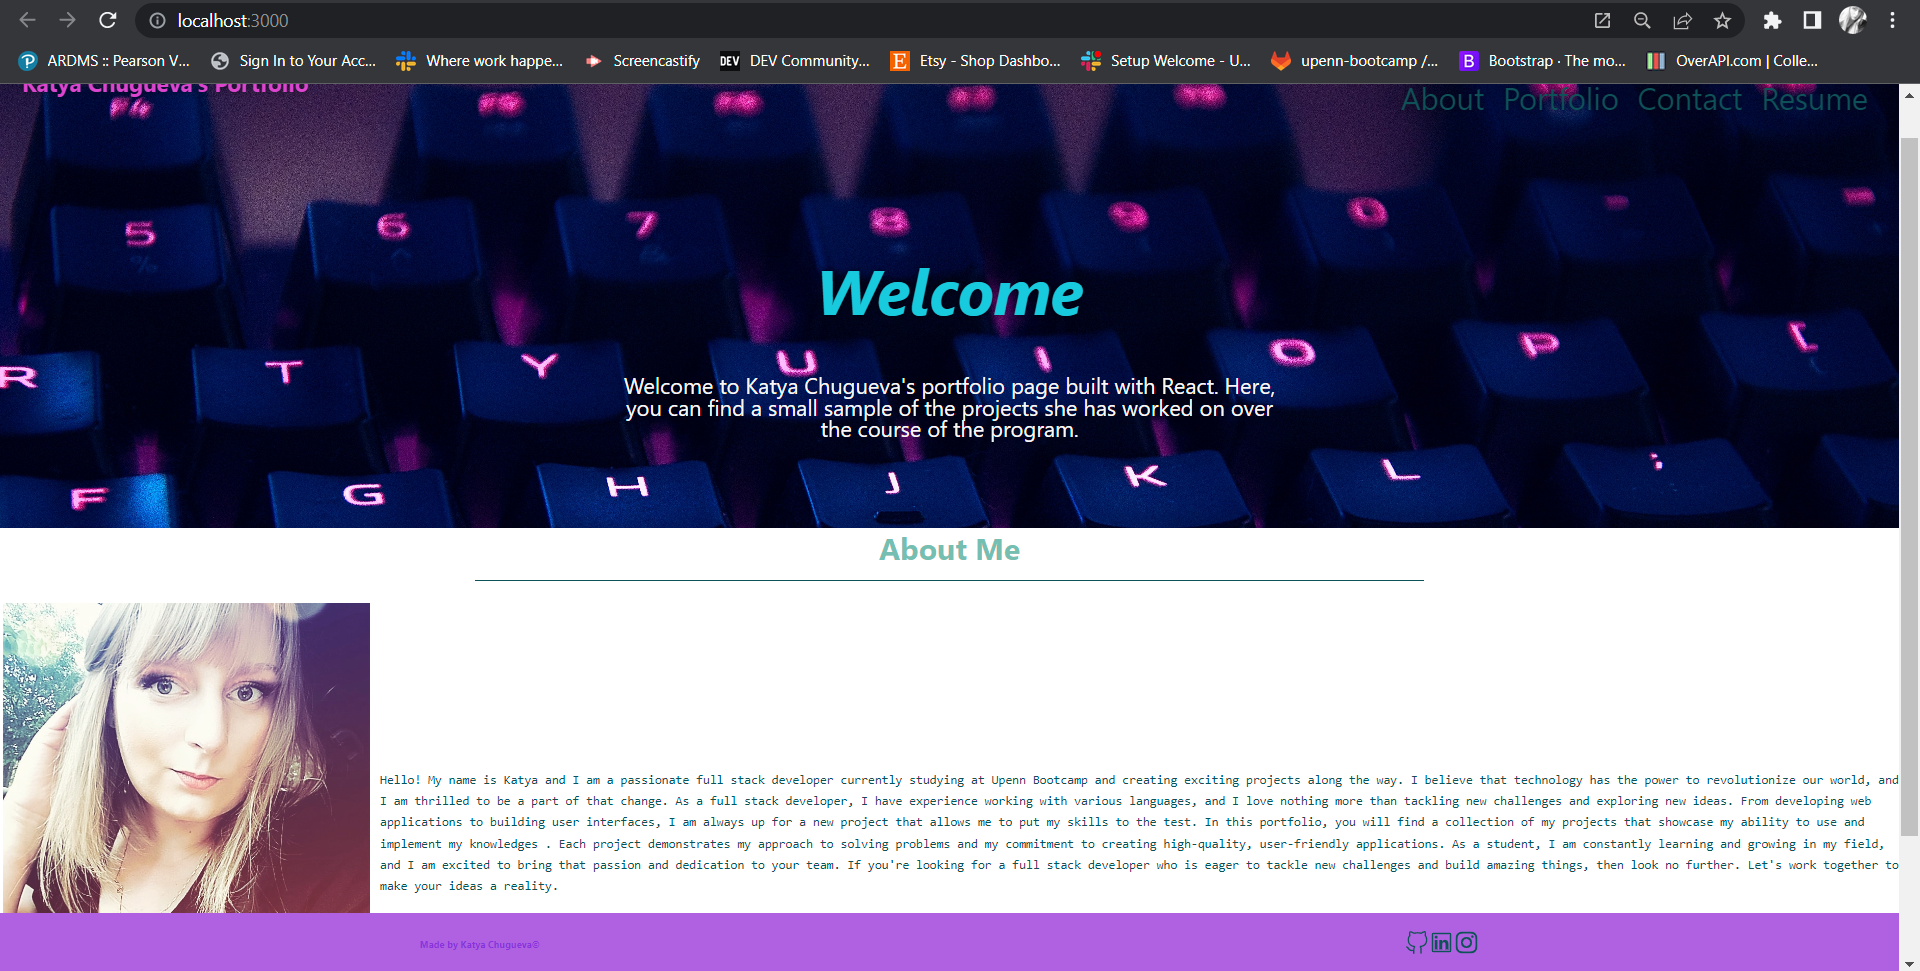 localhost:3000
ARDMS :: Pearson V... Sign In to Your Acc... Where work happe... Screencastify DEV DEV Community... E Etsy - Shop Dashbo... Setup Welcome - U... upenn-bootcamp /... B Bootstrap · The mo... OverAPI.com | Colle...
Katya Chugueva's Portfolio
About Portfolio Contact Resume
5 6 7 8 9 0
Welcome
R T Y U I O P [
Welcome to Katya Chugueva's portfolio page built with React. Here,
you can find a small sample of the projects she has worked on over
the course of the program.
F G H J K L ;
About Me
Hello! My name is Katya and I am a passionate full stack developer currently studying at Upenn Bootcamp and creating exciting projects along the way. I believe that technology has the power to revolutionize our world, and
I am thrilled to be a part of that change. As a full stack developer, I have experience working with various languages, and I love nothing more than tackling new challenges and exploring new ideas. From developing web
applications to building user interfaces, I am always up for a new project that allows me to put my skills to the test. In this portfolio, you will find a collection of my projects that showcase my ability to use and
implement my knowledges . Each project demonstrates my approach to solving problems and my commitment to creating high-quality, user-friendly applications. As a student, I am constantly learning and growing in my field,
and I am excited to bring that passion and dedication to your team. If you're looking for a full stack developer who is eager to tackle new challenges and build amazing things, then look no further. Let's work together to
make your ideas a reality.
Made by Katya Chugueva©
in